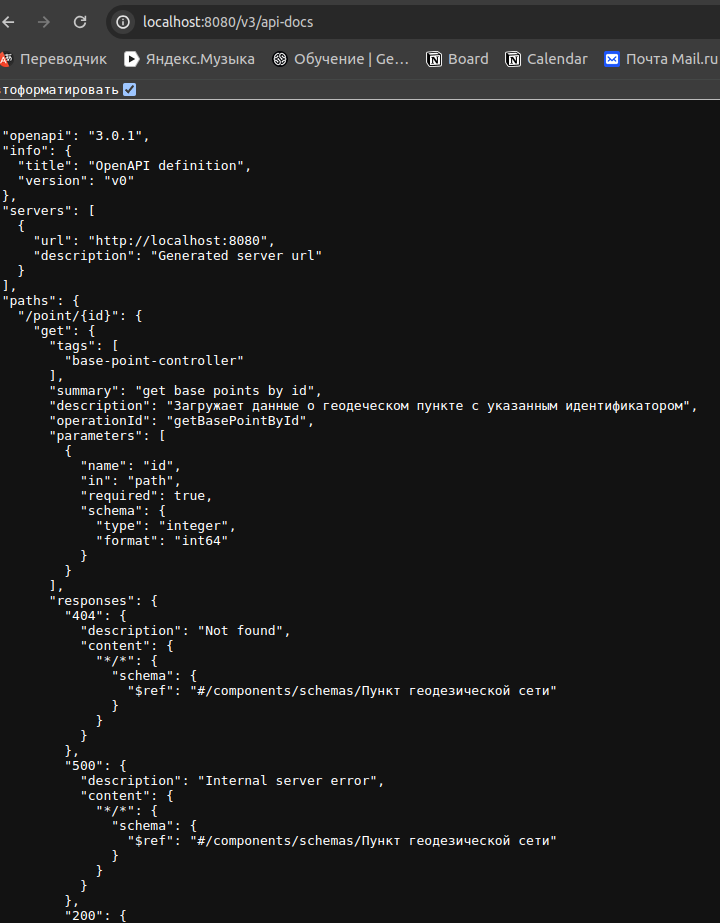 localhost:8080/v3/api-docs
Переводчик Яндекс.Музыка Обучение | Ge… Board Calendar Почта Mail.ru
тоформатировать
"openapi": "3.0.1",
"info": {
"title": "OpenAPI definition",
"version": "v0"
},
"servers": [
{
"url": "http://localhost:8080",
"description": "Generated server url"
}
],
"paths": {
"/point/{id}": {
"get": {
"tags": [
"base-point-controller"
],
"summary": "get base points by id",
"description": "Загружает данные о геодеческом пункте с указанным идентификатором",
"operationId": "getBasePointById",
"parameters": [
{
"name": "id",
"in": "path",
"required": true,
"schema": {
"type": "integer",
"format": "int64"
}
}
],
"responses": {
"404": {
"description": "Not found",
"content": {
"*/*": {
"schema": {
"$ref": "#/components/schemas/Пункт геодезической сети"
}
}
}
},
"500": {
"description": "Internal server error",
"content": {
"*/*": {
"schema": {
"$ref": "#/components/schemas/Пункт геодезической сети"
}
}
}
},
"200": {